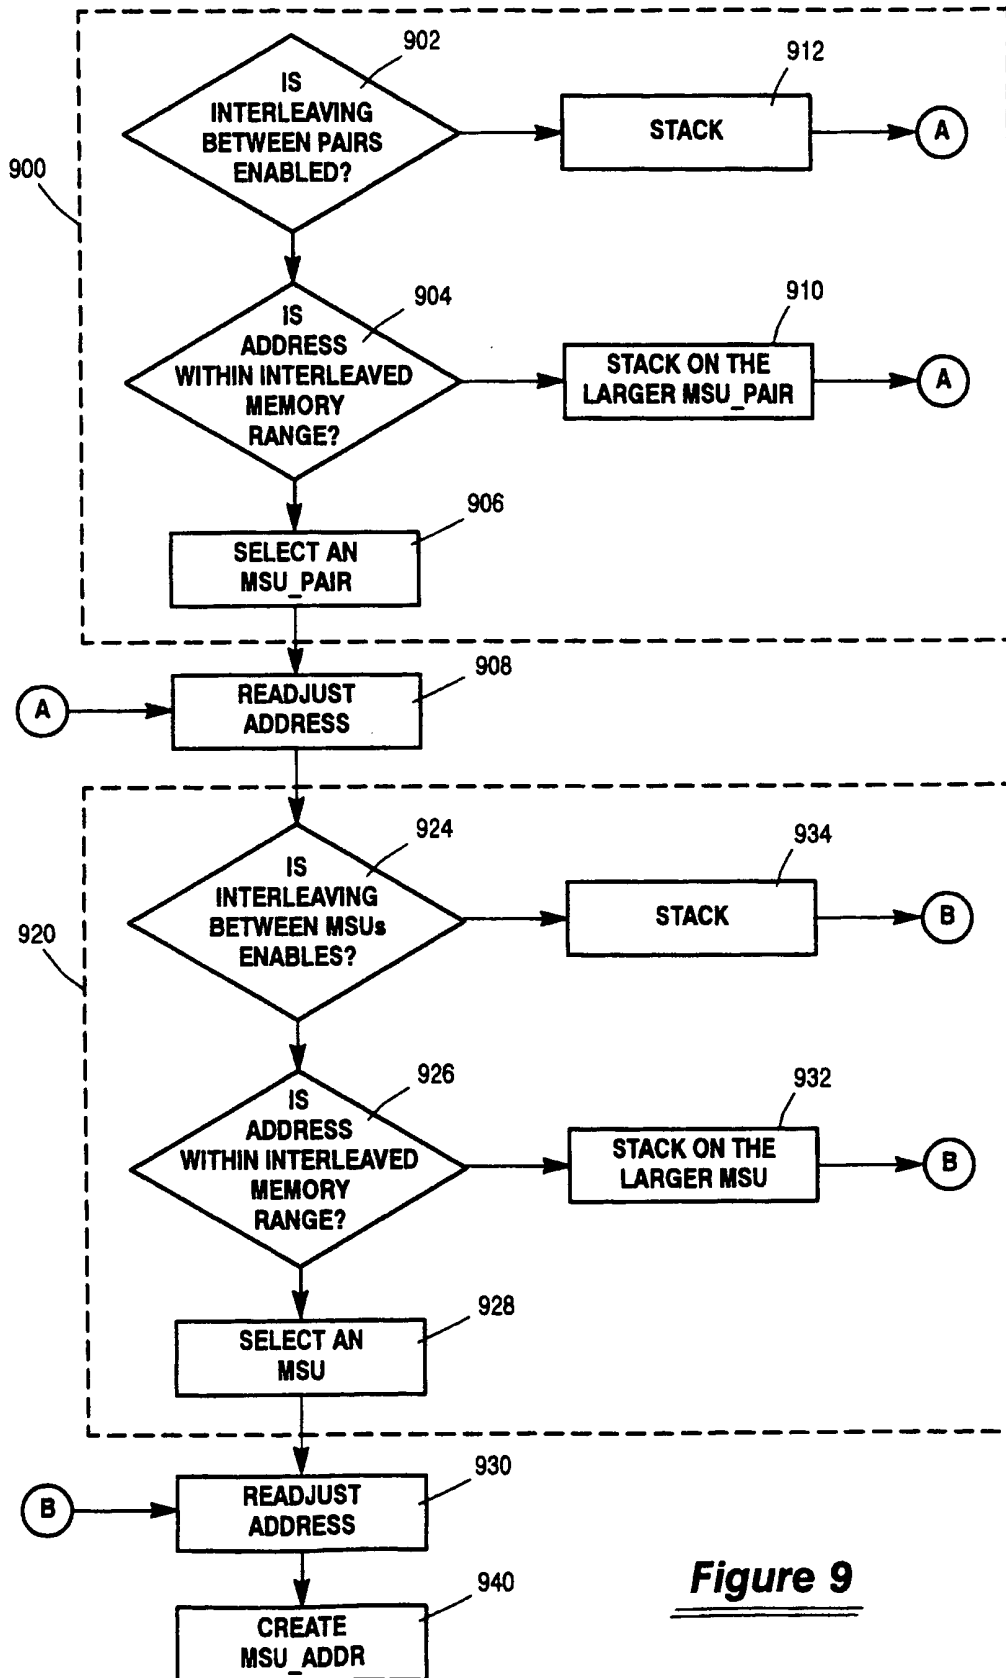 902
IS
INTERLEAVING
BETWEEN PAIRS
ENABLED?
912
STACK
A
900
904
IS
ADDRESS
WITHIN INTERLEAVED
MEMORY
RANGE?
910
STACK ON THE
LARGER MSU_PAIR
A
906
SELECT AN
MSU_PAIR
908
A
READJUST
ADDRESS
924
IS
INTERLEAVING
BETWEEN MSUs
ENABLES?
934
STACK
B
920
926
IS
ADDRESS
WITHIN INTERLEAVED
MEMORY
RANGE?
932
STACK ON THE
LARGER MSU
B
928
SELECT AN
MSU
930
B
READJUST
ADDRESS
940
CREATE
MSU_ADDR
Figure 9